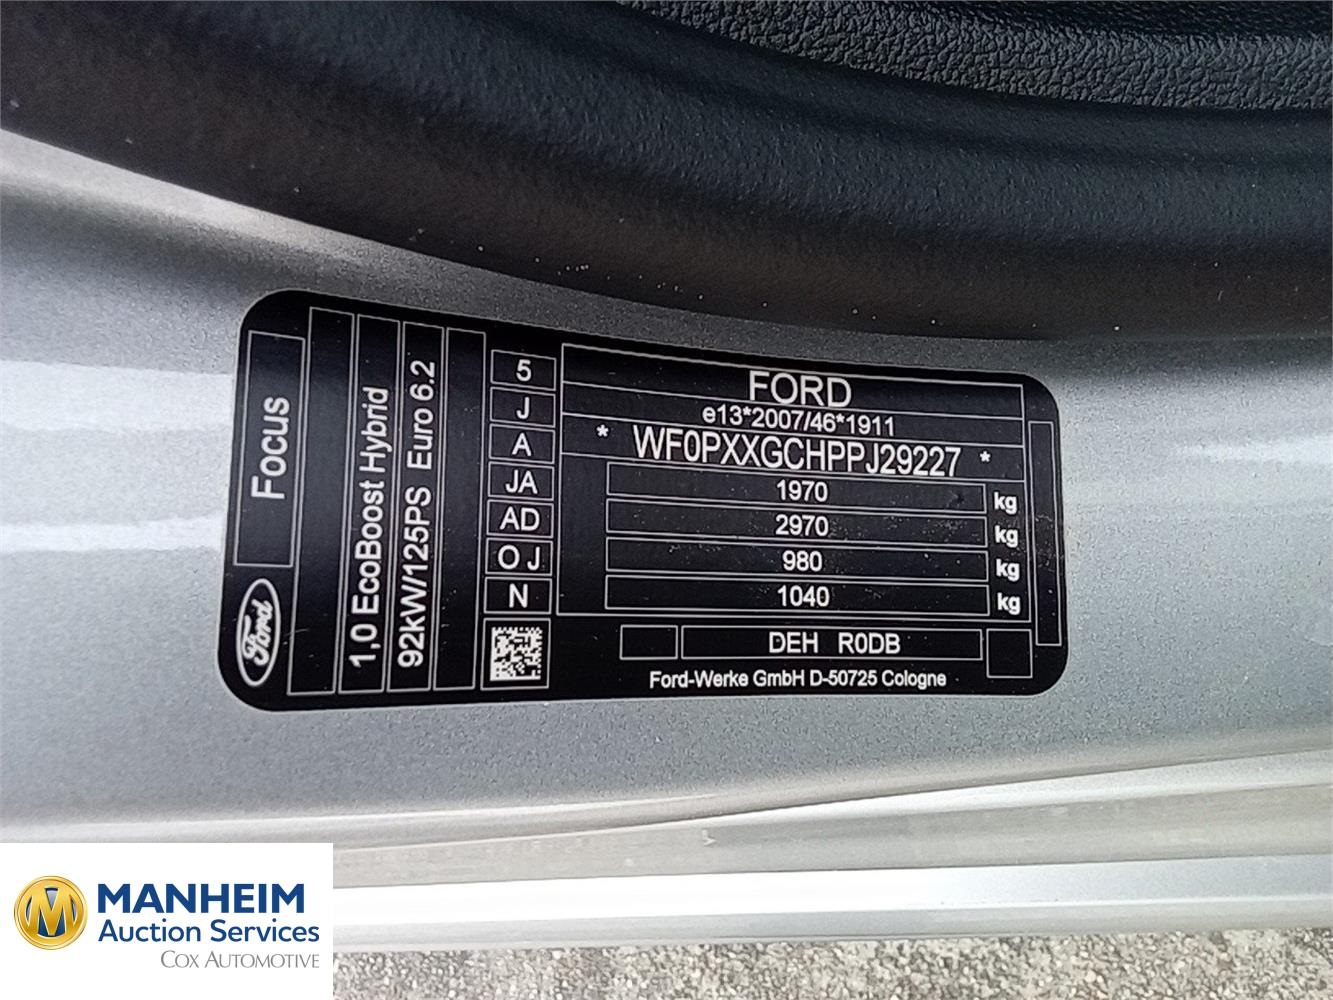 Focus
Ford
1,0 EcoBoost Hybrid
92kW/125PS Euro 6.2
5
J
A
JA
AD
O J
N
FORD
e13*2007/46*1911
* WF0PXXGCHPPJ29227 *
1970 kg
2970 kg
980 kg
1040 kg
DEH R0DB
Ford-Werke GmbH D-50725 Cologne
M MANHEIM
Auction Services
COX AUTOMOTIVE